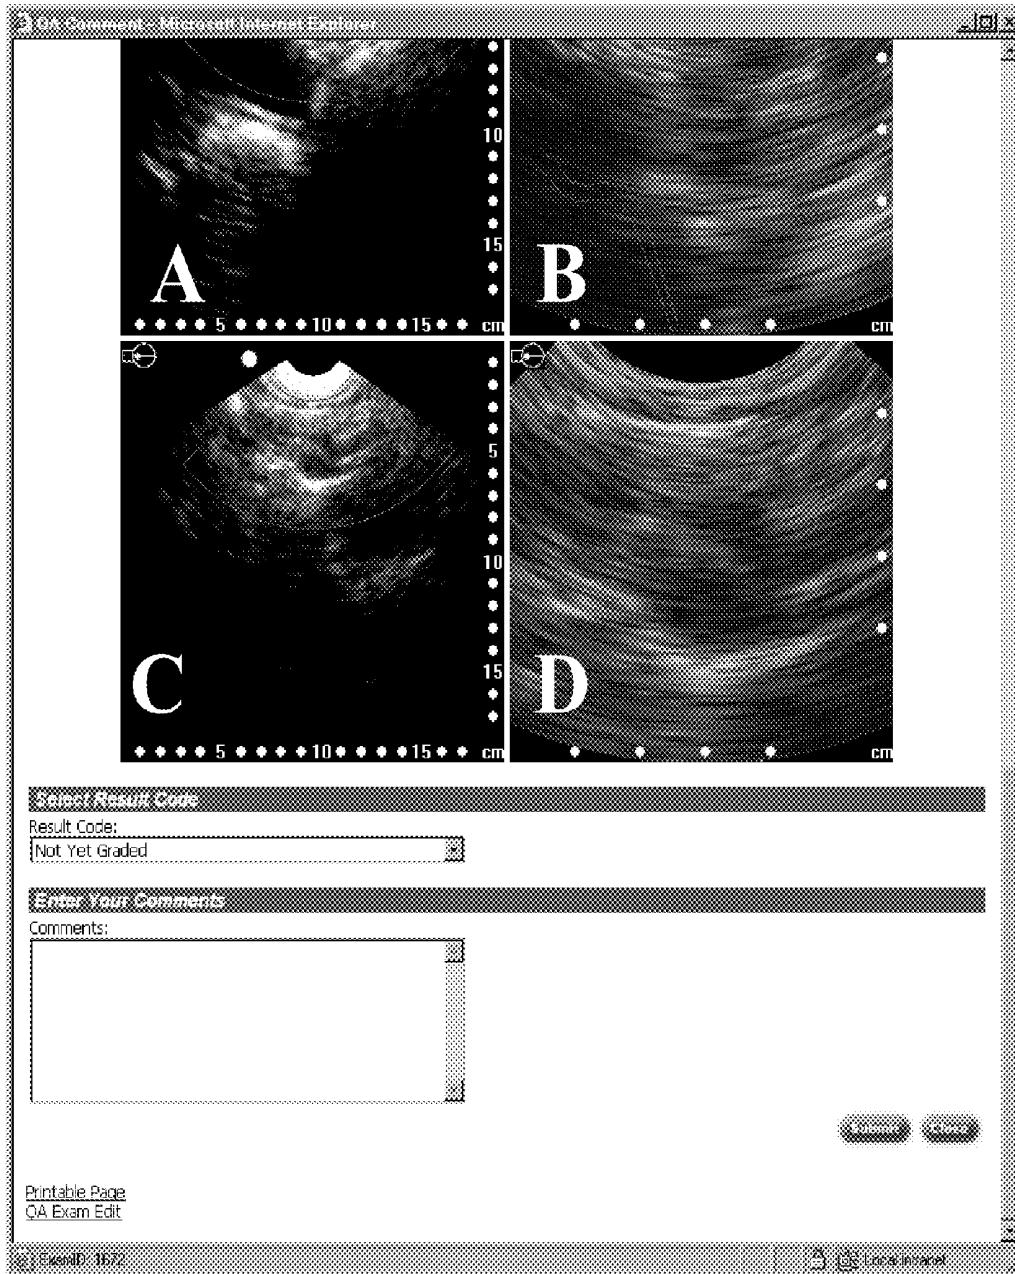 QA Comment - Microsoft Internet Explorer
10
15
A
B
5 10 15 cm
cm
5
10
15
C
D
5 10 15 cm
cm
Select Result Code
Result Code:
Not Yet Graded
Enter Your Comments
Comments:
Submit Close
Printable Page
QA Exam Edit
ExamID: 1672 Local intranet